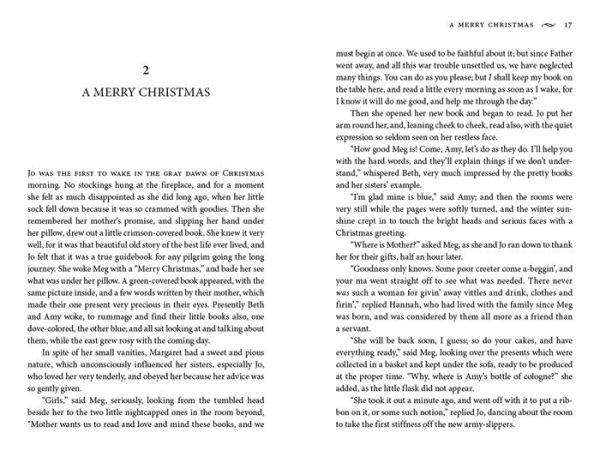 2
A MERRY CHRISTMAS
Jo was the first to wake in the gray dawn of Christmas
morning. No stockings hung at the fireplace, and for a moment
she felt as much disappointed as she did long ago, when her little
sock fell down because it was so crammed with goodies. Then she
remembered her mother's promise, and slipping her hand under
her pillow, drew out a little crimson-covered book. She knew it very
well, for it was that beautiful old story of the best life ever lived, and
Jo felt that it was a true guidebook for any pilgrim going the long
journey. She woke Meg with a “Merry Christmas,” and bade her see
what was under her pillow. A green-covered book appeared, with the
same picture inside, and a few words written by their mother, which
made their one present very precious in their eyes. Presently Beth
and Amy woke, to rummage and find their little books also, one
dove-colored, the other blue; and all sat looking at and talking about
them, while the east grew rosy with the coming day.
In spite of her small vanities, Margaret had a sweet and pious
nature, which unconsciously influenced her sisters, especially Jo,
who loved her very tenderly, and obeyed her because her advice was
so gently given.
“Girls,” said Meg, seriously, looking from the tumbled head
beside her to the two little nightcapped ones in the room beyond,
“Mother wants us to read and love and mind these books, and we
A MERRY CHRISTMAS 17
must begin at once. We used to be faithful about it; but since Father
went away, and all this war trouble unsettled us, we have neglected
many things. You can do as you please; but I shall keep my book on
the table here, and read a little every morning as soon as I wake, for
I know it will do me good, and help me through the day.”
Then she opened her new book and began to read. Jo put her
arm round her, and, leaning cheek to cheek, read also, with the quiet
expression so seldom seen on her restless face.
“How good Meg is! Come, Amy, let's do as they do. I'll help you
with the hard words, and they'll explain things if we don't under-
stand,” whispered Beth, very much impressed by the pretty books
and her sisters' example.
“I'm glad mine is blue,” said Amy; and then the rooms were
very still while the pages were softly turned, and the winter sun-
shine crept in to touch the bright heads and serious faces with a
Christmas greeting.
“Where is Mother?” asked Meg, as she and Jo ran down to thank
her for their gifts, half an hour later.
“Goodness only knows. Some poor creeter come a-beggin', and
your ma went straight off to see what was needed. There never
was such a woman for givin' away vittles and drink, clothes and
firin',” replied Hannah, who had lived with the family since Meg
was born, and was considered by them all more as a friend than
a servant.
“She will be back soon, I guess; so do your cakes, and have
everything ready,” said Meg, looking over the presents which were
collected in a basket and kept under the sofa, ready to be produced
at the proper time. “Why, where is Amy's bottle of cologne?” she
added, as the little flask did not appear.
“She took it out a minute ago, and went off with it to put a rib-
bon on it, or some such notion,” replied Jo, dancing about the room
to take the first stiffness off the new army-slippers.